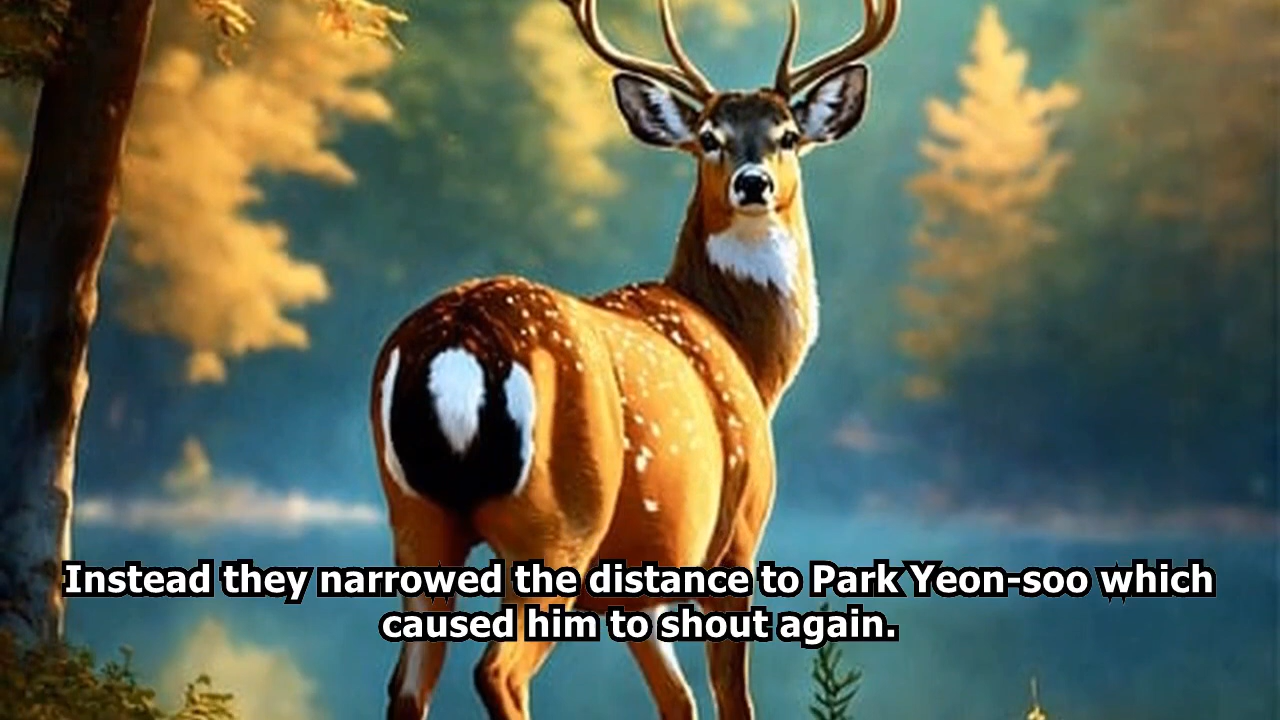 Instead they narrowed the distance to Park Yeon-soo which
caused him to shout again.